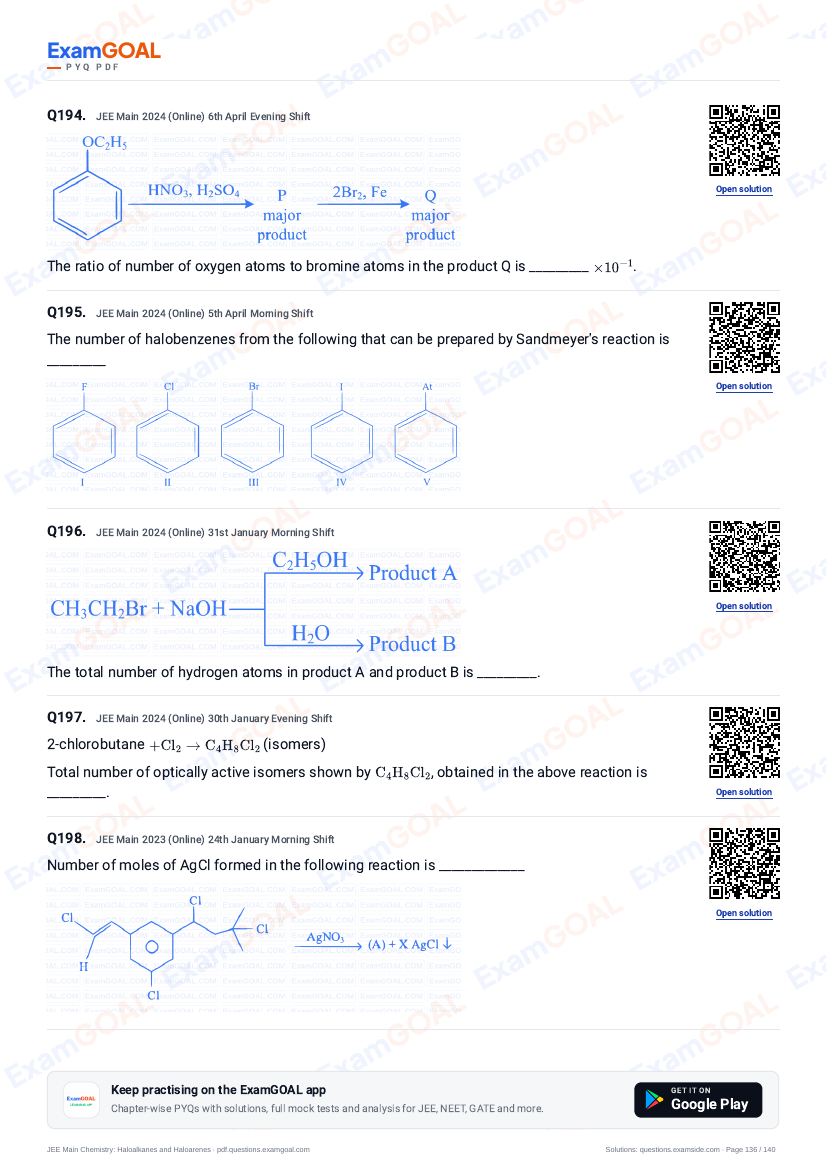 ExamGOAL
PYQ PDF
Q194. JEE Main 2024 (Online) 6th April Evening Shift
OC₂H₅
HNO₃, H₂SO₄
P
major
product
2Br₂, Fe
Q
major
product
Open solution
The ratio of number of oxygen atoms to bromine atoms in the product Q is _________ ×10⁻¹.
Q195. JEE Main 2024 (Online) 5th April Morning Shift
The number of halobenzenes from the following that can be prepared by Sandmeyer's reaction is
_________
Open solution
F Cl Br I At
I II III IV V
Q196. JEE Main 2024 (Online) 31st January Morning Shift
C₂H₅OH
Product A
CH₃CH₂Br + NaOH
H₂O
Product B
Open solution
The total number of hydrogen atoms in product A and product B is _________.
Q197. JEE Main 2024 (Online) 30th January Evening Shift
2-chlorobutane +Cl₂ → C₄H₈Cl₂ (isomers)
Total number of optically active isomers shown by C₄H₈Cl₂, obtained in the above reaction is
_________.
Open solution
Q198. JEE Main 2023 (Online) 24th January Morning Shift
Number of moles of AgCl formed in the following reaction is _____________
Open solution
Cl
Cl
Cl
H
Cl
AgNO₃
(A) + X AgCl ↓
ExamGOAL
Keep practising on the ExamGOAL app
Chapter-wise PYQs with solutions, full mock tests and analysis for JEE, NEET, GATE and more.
GET IT ON
Google Play
JEE Main Chemistry: Haloalkanes and Haloarenes · pdf.questions.examgoal.com
Solutions: questions.examside.com · Page 136 / 140